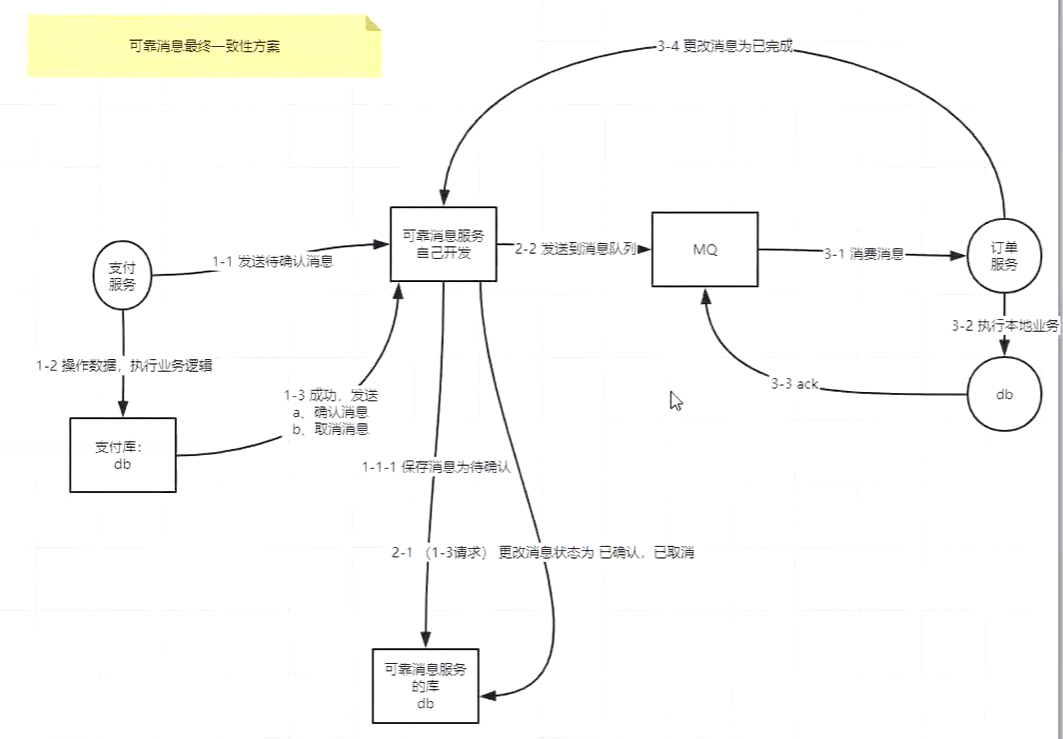 可靠消息最终一致性方案
3-4 更改消息为已完成
可靠消息服务
自己开发
2-2 发送到消息队列
MQ
3-1 消费消息
订单
服务
1-1 发送待确认消息
支付
服务
3-2 执行本地业务
1-2 操作数据，执行业务逻辑
1-3 成功，发送
a、确认消息
b、取消消息
3-3 ack
db
支付库：
db
1-1-1 保存消息为待确认
2-1 （1-3请求） 更改消息状态为 已确认，已取消
可靠消息服务
的库
db